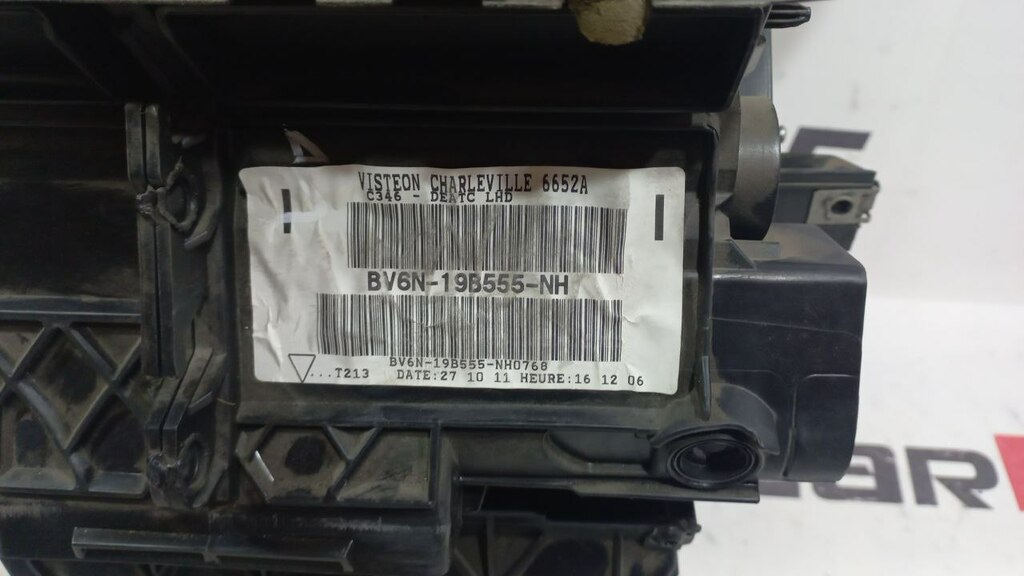 VISTEON CHARLEVILLE 6652A
C346 - DEATC LHD
BV6N-19B555-NH
BV6N-19B555-NH0768
...T213 DATE:27 10 11 HEURE:16 12 06